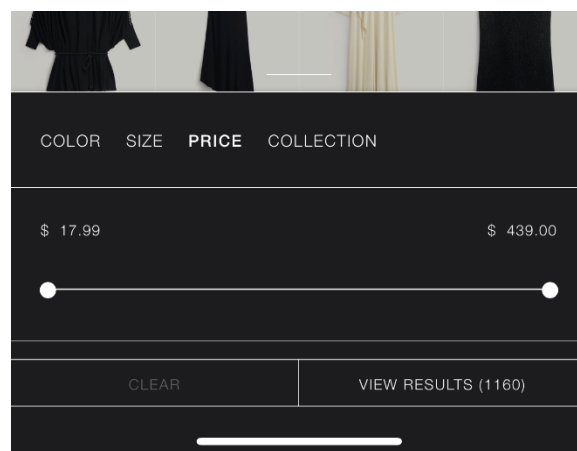 COLOR SIZE PRICE COLLECTION
$ 17.99 $ 439.00
CLEAR VIEW RESULTS (1160)